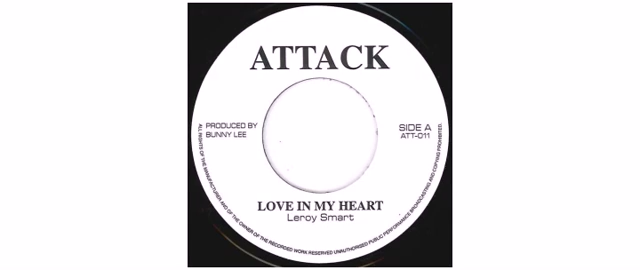 ATTACK
PRODUCED BY
BUNNY LEE
SIDE A
ATT-011
LOVE IN MY HEART
Leroy Smart
ALL RIGHTS OF THE MANUFACTURER AND OF THE OWNER OF THE RECORDED WORK RESERVED UNAUTHORISED PUBLIC PERFORMANCE BROADCASTING AND COPYING PROHIBITED